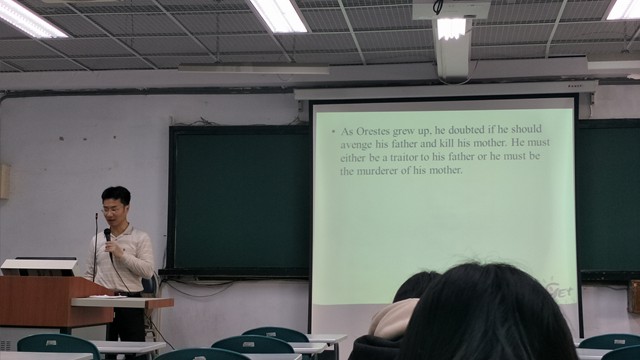 • As Orestes grew up, he doubted if he should
avenge his father and kill his mother. He must
either be a traitor to his father or he must be
the murderer of his mother.